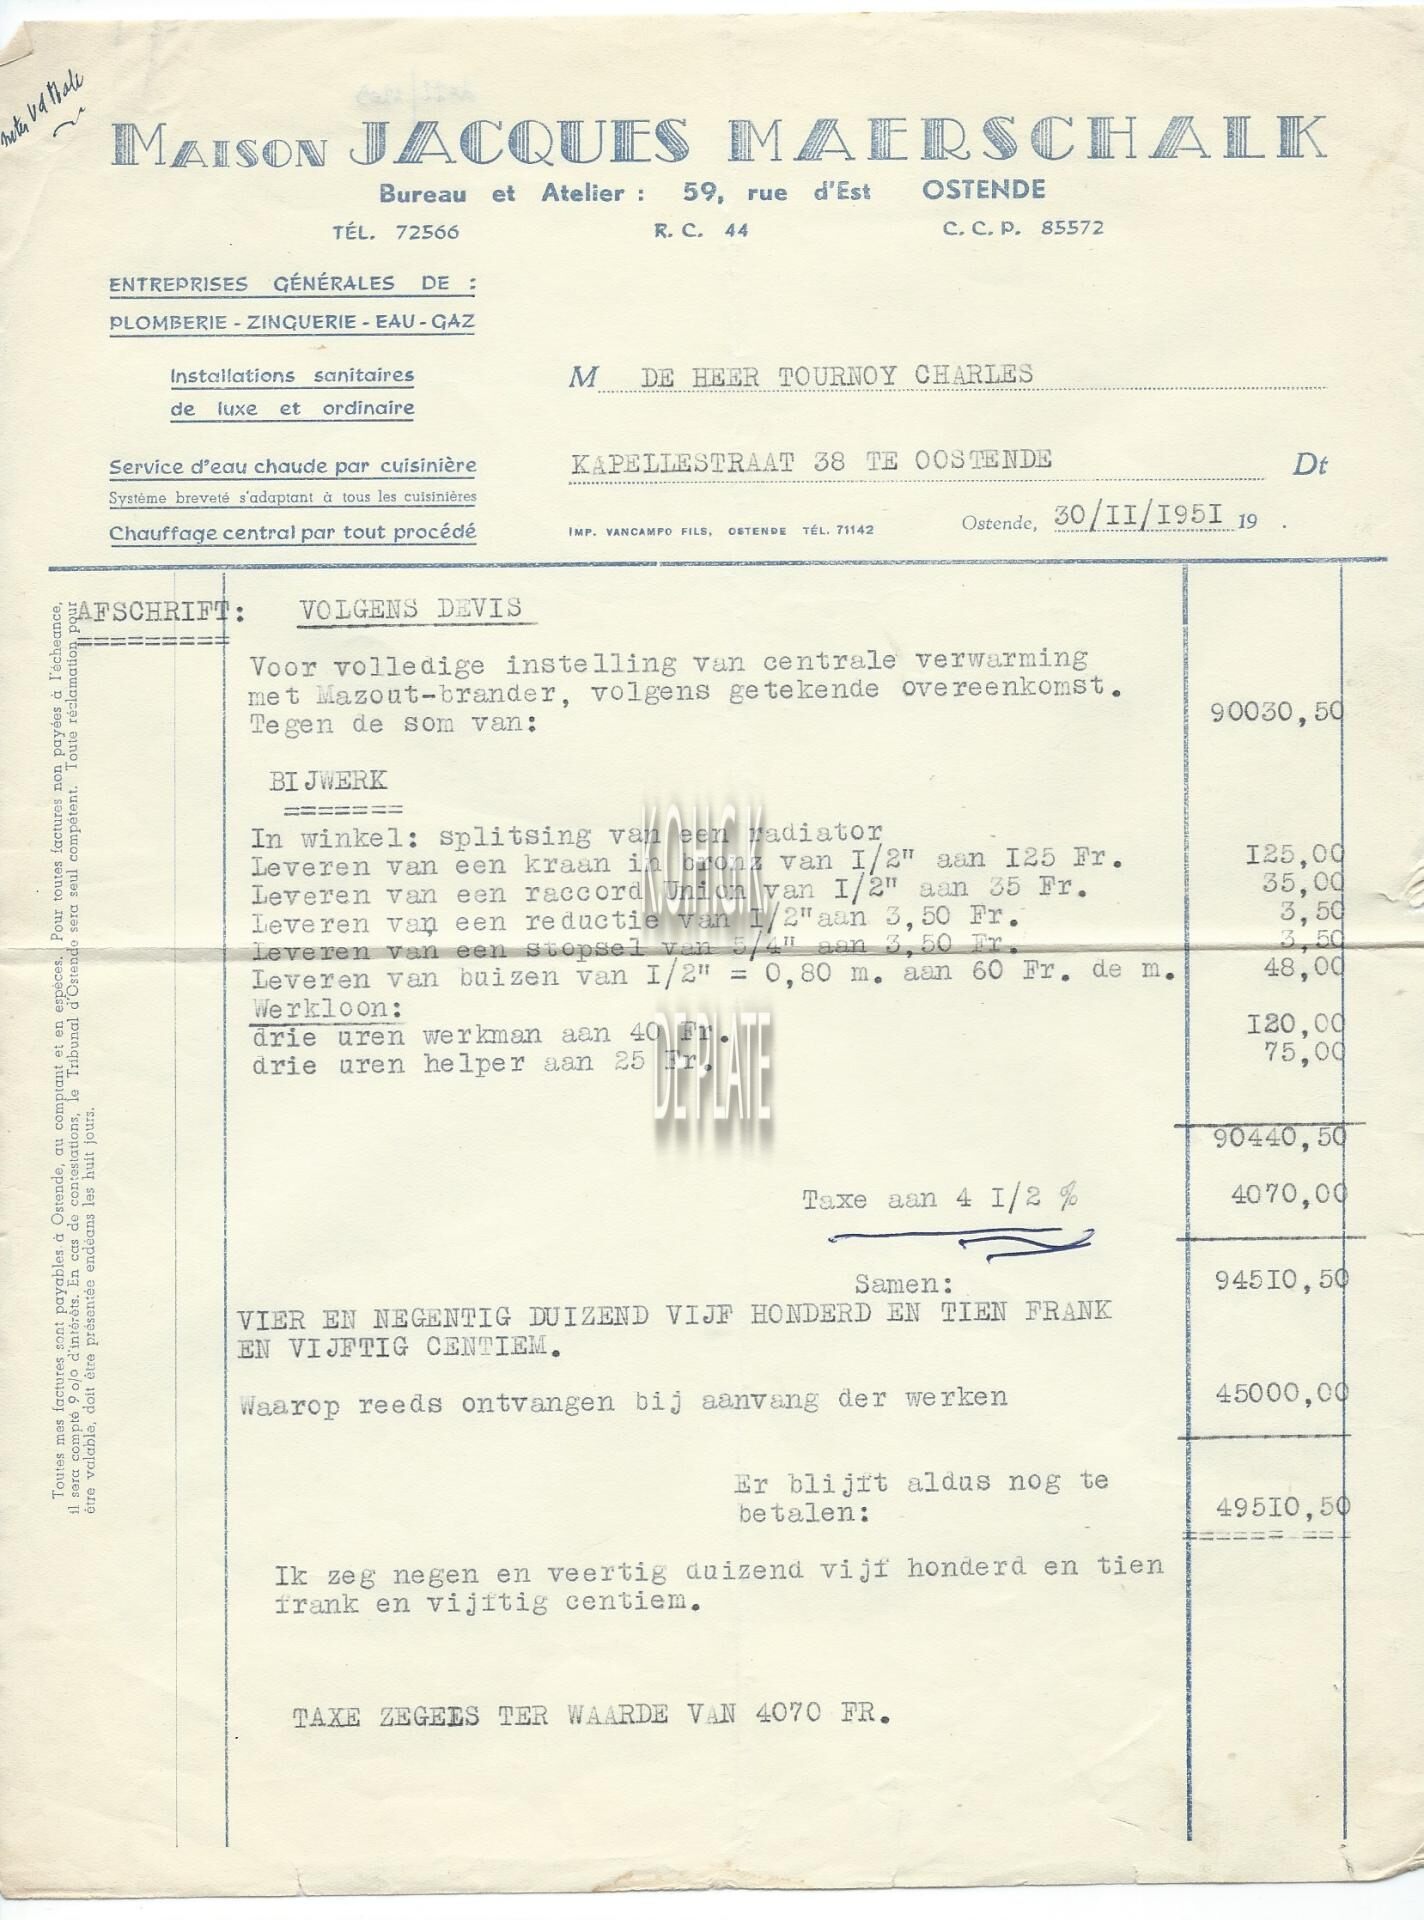 MAISON JACQUES MAERSCHALK
Bureau et Atelier : 59, rue d'Est OSTENDE
TÉL. 72566 R. C. 44 C. C. P. 85572
ENTREPRISES GÉNÉRALES DE :
PLOMBERIE - ZINGUERIE - EAU - GAZ
Installations sanitaires
de luxe et ordinaire
M DE HEER TOURNOY CHARLES
Service d'eau chaude par cuisinière
Système breveté s'adaptant à tous les cuisinières
Chauffage central par tout procédé
KAPELLESTRAAT 38 TE OOSTENDE Dt
IMP. VANCAMPO FILS, OSTENDE TÉL. 71142
Ostende, 30/II/I95I 19 .
AFSCHRIFT: VOLGENS DEVIS
Voor volledige instelling van centrale verwarming
met Mazout-brander, volgens getekende overeenkomst.
Tegen de som van: 90030,50
BIJWERK
In winkel: splitsing van een radiator
Leveren van een kraan in bronz van I/2" aan I25 Fr. I25,00
Leveren van een raccord Union van I/2" aan 35 Fr. 35,00
Leveren van een reductie van I/2"aan 3,50 Fr. 3,50
Leveren van een stopsel van 5/4" aan 3,50 Fr. 3,50
Leveren van buizen van I/2" = 0,80 m. aan 60 Fr. de m. 48,00
Werkloon:
drie uren werkman aan 40 Fr. I20,00
drie uren helper aan 25 Fr. 75,00
90440,50
Taxe aan 4 I/2 % 4070,00
Samen: 945I0,50
VIER EN NEGENTIG DUIZEND VIJF HONDERD EN TIEN FRANK
EN VIJFTIG CENTIEM.
Waarop reeds ontvangen bij aanvang der werken 45000,00
Er blijft aldus nog te
betalen: 495I0,50
Ik zeg negen en veertig duizend vijf honderd en tien
frank en vijftig centiem.
TAXE ZEGELS TER WAARDE VAN 4070 FR.
Toutes mes factures sont payables à Ostende, au comptant et en espèces. Pour toutes factures non payées à l'écheance,
il sera compté 9 o/o d'intérêts. En cas de contestations, le Tribunal d'Ostende sera seul compétent. Toute réclamation pour
être valable, doit être présentée endéans les huit jours.
K.O.H.G.K.
DE PLATE